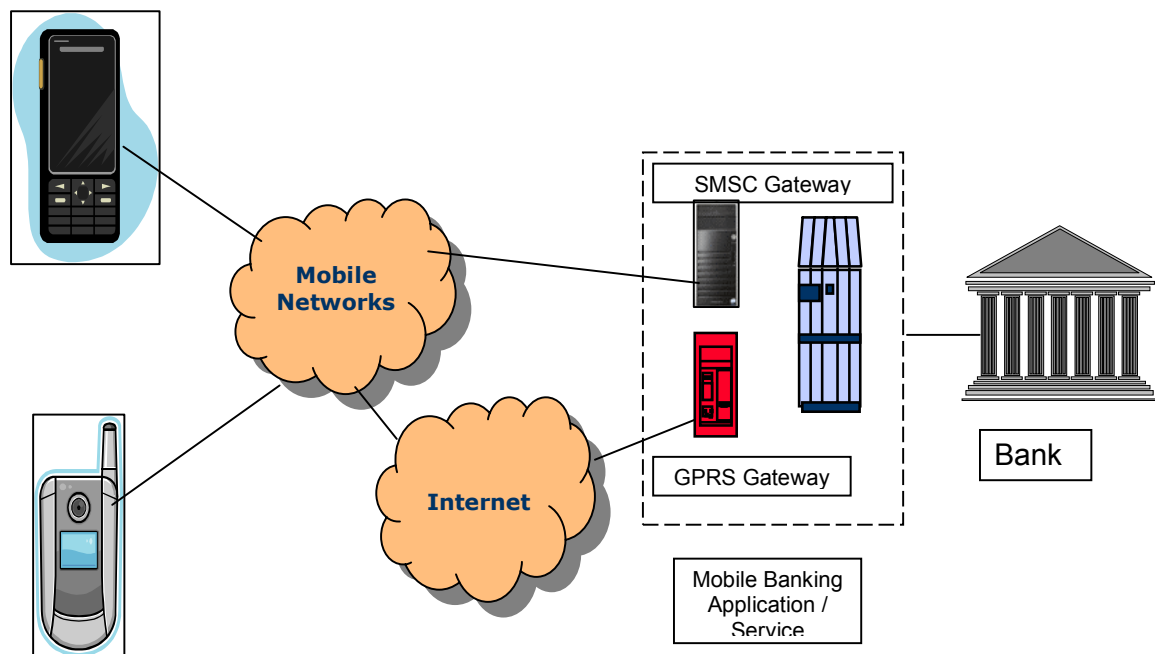 SMSC Gateway
Mobile
Networks
Bank
GPRS Gateway
Internet
Mobile Banking
Application /
Service